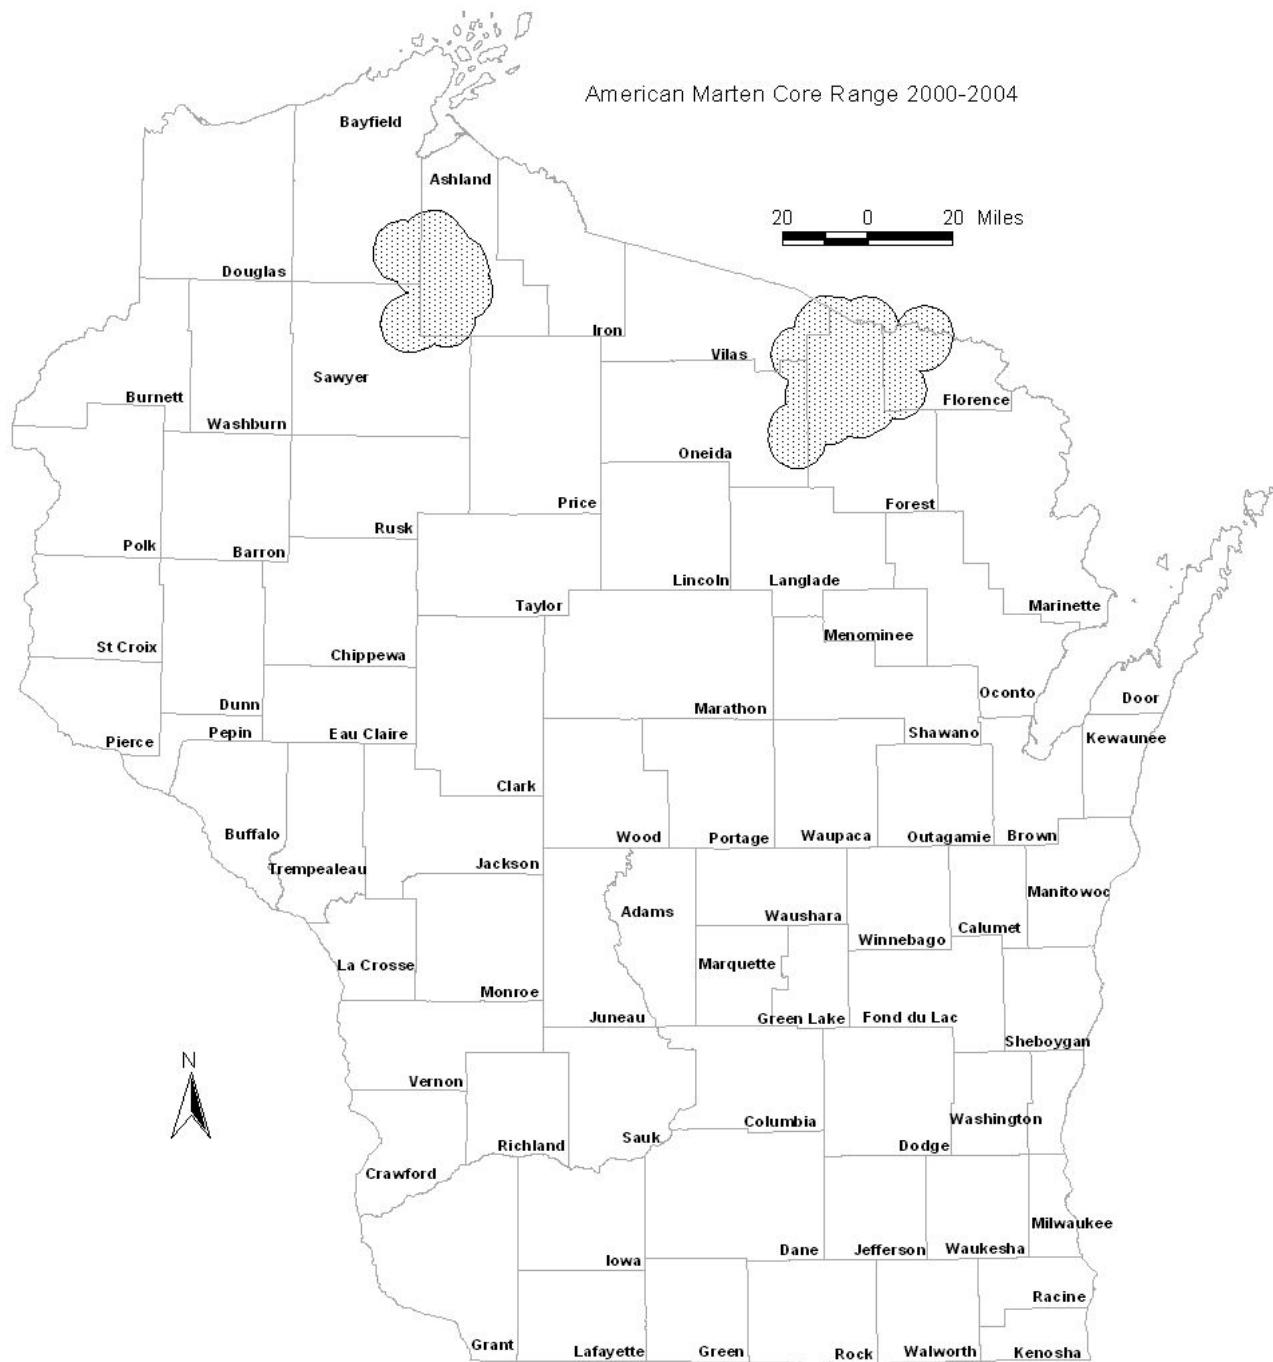 American Marten Core Range 2000-2004
Bayfield
Ashland
20 0 20 Miles
Douglas
Iron
Vilas
Sawyer
Burnett
Florence
Washburn
Oneida
Price
Forest
Rusk
Polk
Barron
Lincoln
Langlade
Taylor
Marinette
Menominee
St Croix
Chippewa
Oconto
Door
Dunn
Marathon
Pepin
Eau Claire
Shawano
Kewaunee
Pierce
Clark
Buffalo
Wood
Portage
Waupaca
Outagamie
Brown
Trempealeau
Jackson
Manitowoc
Adams
Waushara
Calumet
Winnebago
La Crosse
Marquette
Monroe
Juneau
Green Lake
Fond du Lac
Sheboygan
N
Vernon
Columbia
Washington
Richland
Sauk
Dodge
Crawford
Milwaukee
Iowa
Dane
Jefferson
Waukesha
Racine
Grant
Lafayette
Green
Rock
Walworth
Kenosha